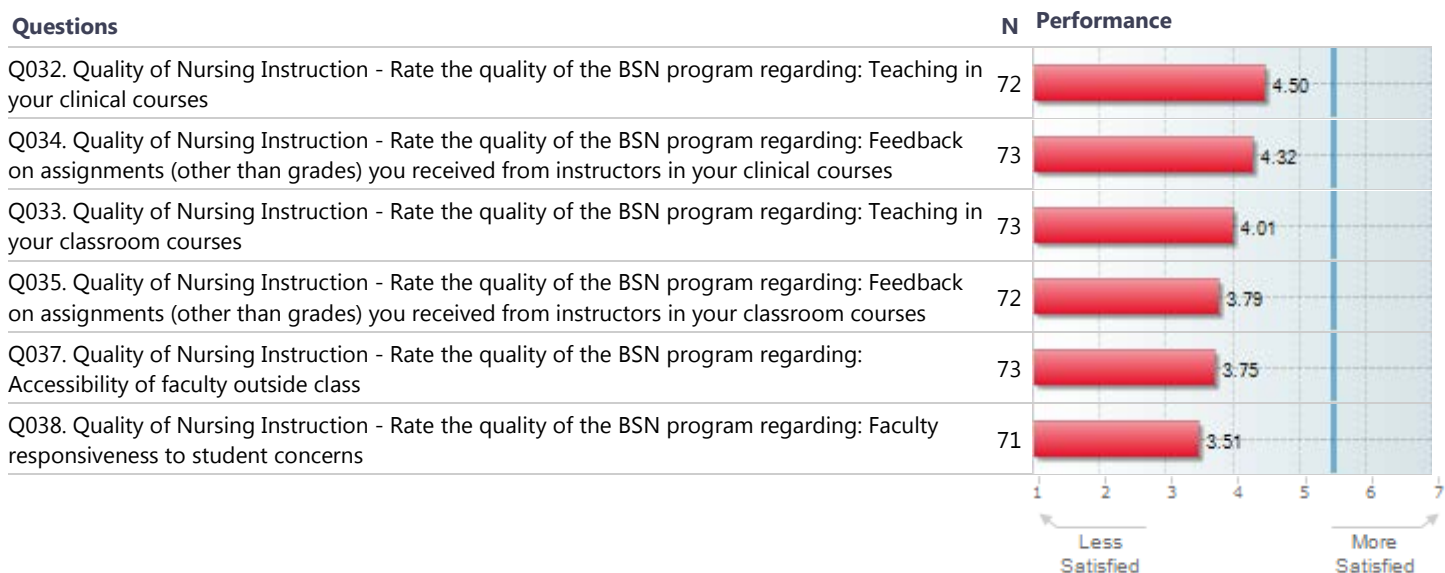 Questions N Performance
Q032. Quality of Nursing Instruction - Rate the quality of the BSN program regarding: Teaching in
your clinical courses
72
4.50
Q034. Quality of Nursing Instruction - Rate the quality of the BSN program regarding: Feedback
on assignments (other than grades) you received from instructors in your clinical courses
73
4.32
Q033. Quality of Nursing Instruction - Rate the quality of the BSN program regarding: Teaching in
your classroom courses
73
4.01
Q035. Quality of Nursing Instruction - Rate the quality of the BSN program regarding: Feedback
on assignments (other than grades) you received from instructors in your classroom courses
72
3.79
Q037. Quality of Nursing Instruction - Rate the quality of the BSN program regarding:
Accessibility of faculty outside class
73
3.75
Q038. Quality of Nursing Instruction - Rate the quality of the BSN program regarding: Faculty
responsiveness to student concerns
71
3.51
1 2 3 4 5 6 7
Less
Satisfied
More
Satisfied